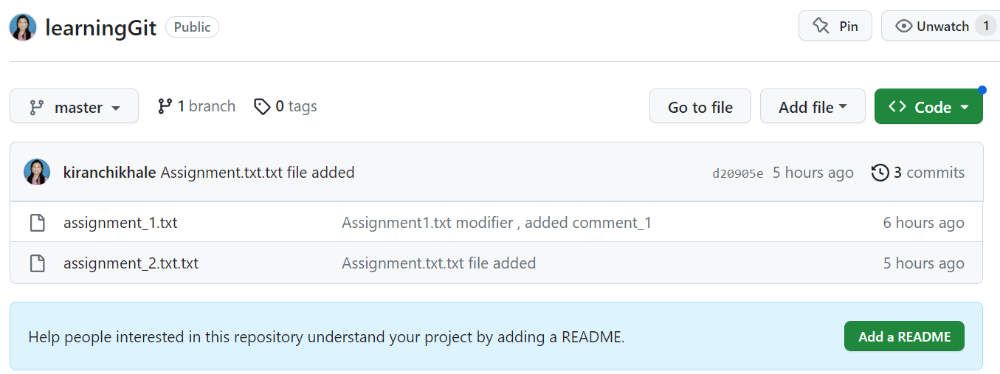 learningGit Public Pin Unwatch 1
master 1 branch 0 tags Go to file Add file Code
kiranchikhale Assignment.txt.txt file added d20905e 5 hours ago 3 commits
assignment_1.txt Assignment1.txt modifier , added comment_1 6 hours ago
assignment_2.txt.txt Assignment.txt.txt file added 5 hours ago
Help people interested in this repository understand your project by adding a README. Add a README